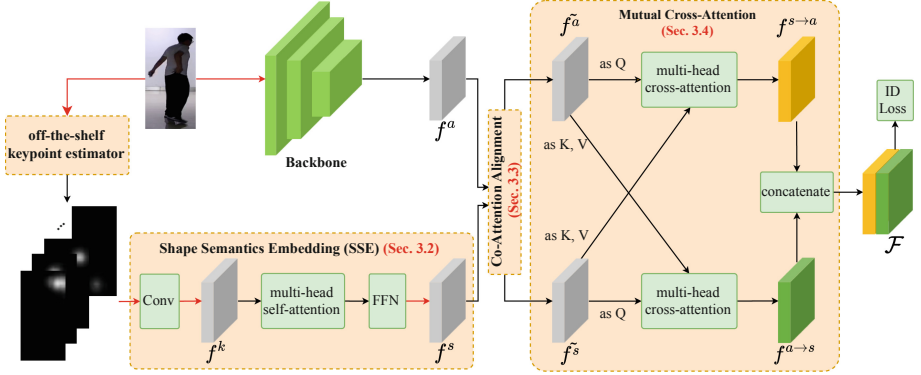 Mutual Cross-Attention
(Sec. 3.4)
f^{\tilde{a}}
f^{s→a}
as Q
multi-head
cross-attention
ID
Loss
f^a
Backbone
off-the-shelf
keypoint estimator
as K, V
Co-Attention Alignment
(Sec. 3.3)
concatenate
as K, V
F
Shape Semantics Embedding (SSE) (Sec. 3.2)
Conv
multi-head
self-attention
FFN
multi-head
cross-attention
as Q
f^k
f^s
f^{\tilde{s}}
f^{a→s}